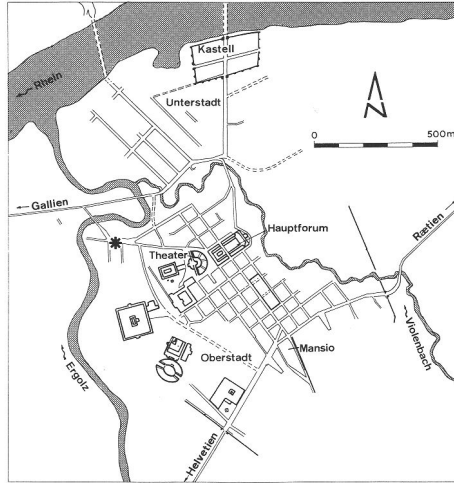 Kastell
Rhein
Unterstadt
N
0 500m
Gallien
Hauptforum
Rætien
Theater
Mansio
Oberstadt
Violenbach
Ergolz
Helvetien